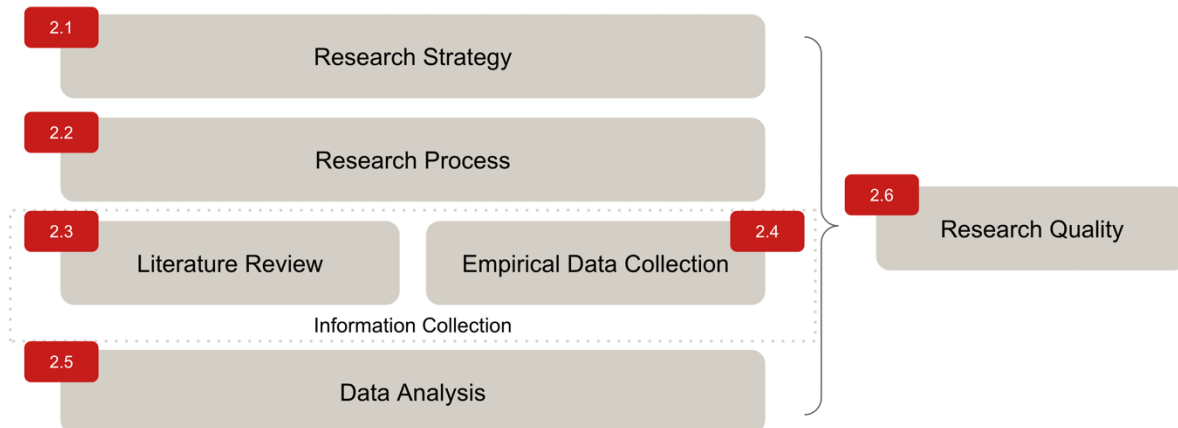 2.1
Research Strategy
2.2
Research Process
2.3
Literature Review
2.4
Empirical Data Collection
Information Collection
2.5
Data Analysis
2.6
Research Quality